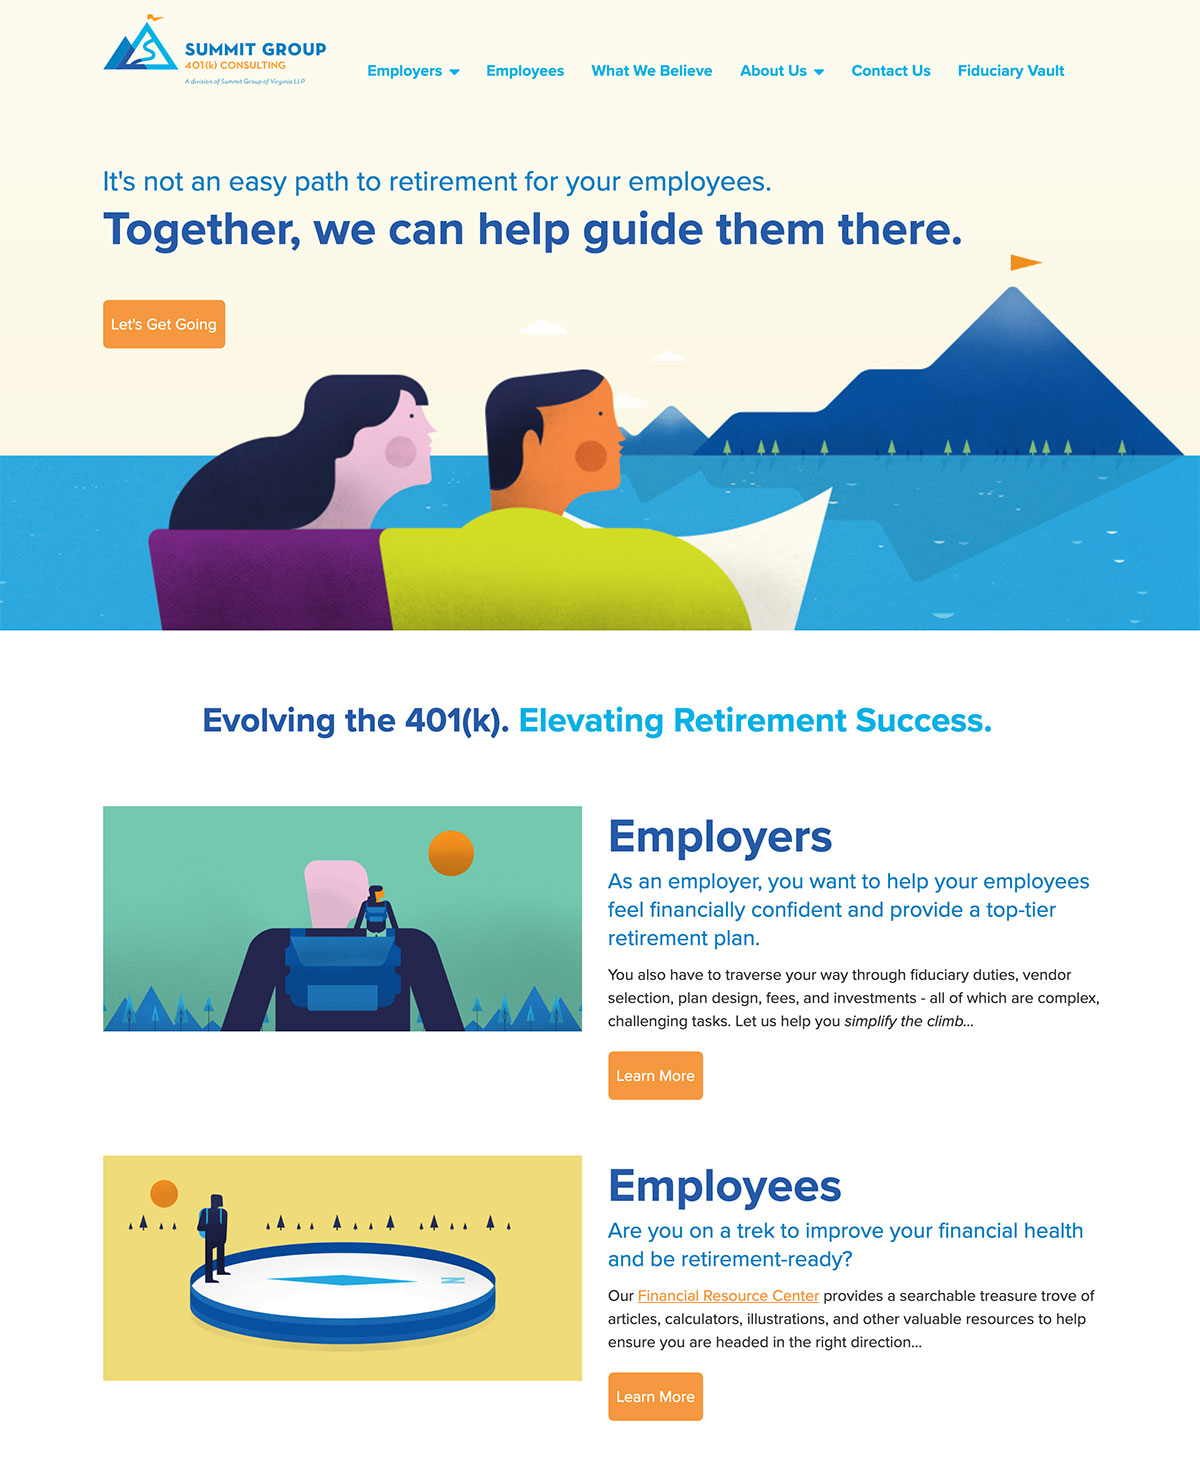 SUMMIT GROUP
401(k) CONSULTING
A division of Summit Group of Virginia LLP
Employers
Employees
What We Believe
About Us
Contact Us
Fiduciary Vault
It's not an easy path to retirement for your employees.
Together, we can help guide them there.
Let's Get Going
Evolving the 401(k). Elevating Retirement Success.
Employers
As an employer, you want to help your employees
feel financially confident and provide a top-tier
retirement plan.
You also have to traverse your way through fiduciary duties, vendor
selection, plan design, fees, and investments - all of which are complex,
challenging tasks. Let us help you simplify the climb...
Learn More
N
Employees
Are you on a trek to improve your financial health
and be retirement-ready?
Our Financial Resource Center provides a searchable treasure trove of
articles, calculators, illustrations, and other valuable resources to help
ensure you are headed in the right direction...
Learn More